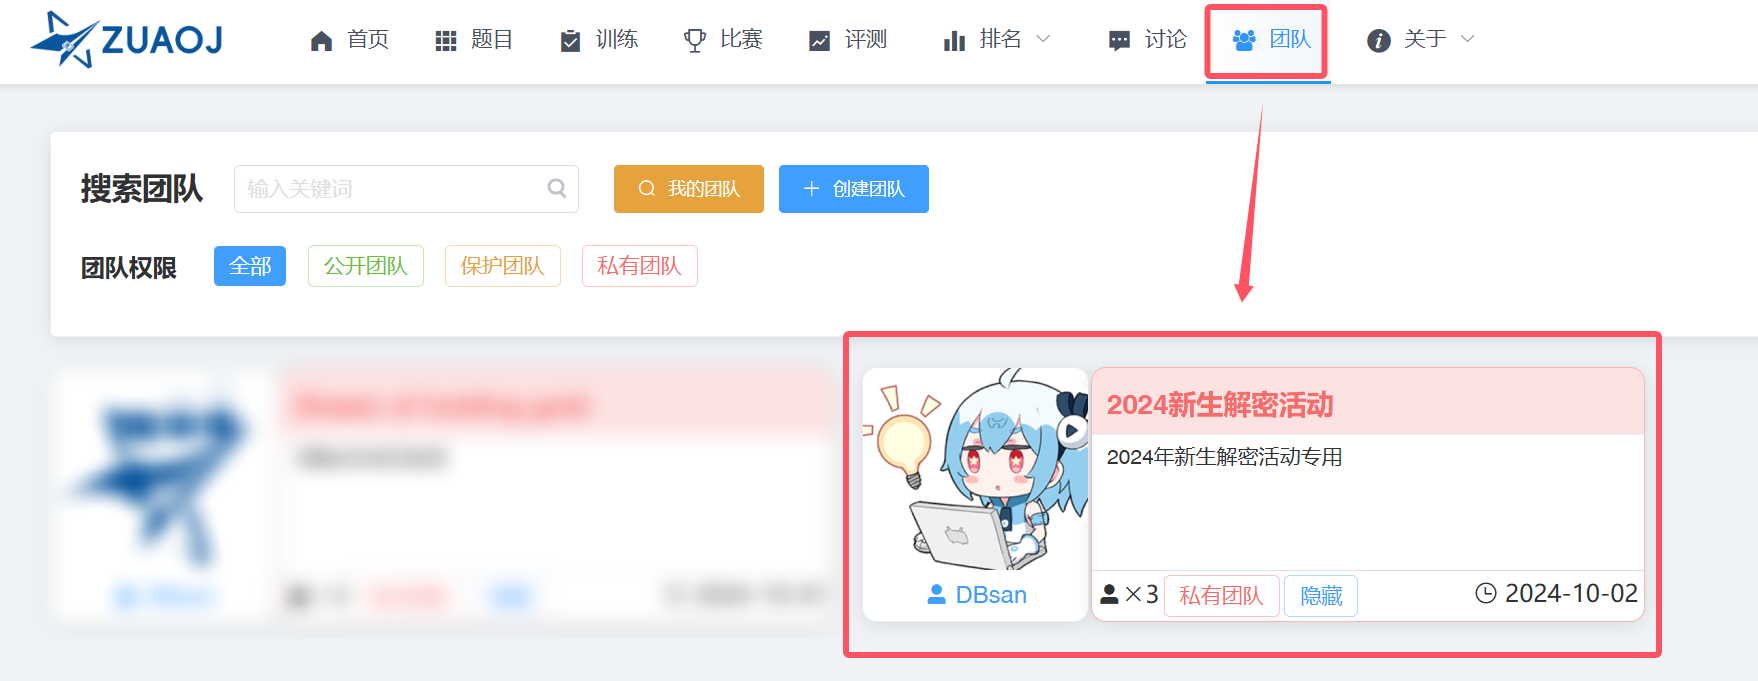 ZUAOJ 首页 题目 训练 比赛 评测 排名 讨论 团队 关于
搜索团队 输入关键词 我的团队 + 创建团队
团队权限 全部 公开团队 保护团队 私有团队
2024新生解密活动
2024年新生解密活动专用
DBsan
×3 私有团队 隐藏 2024-10-02